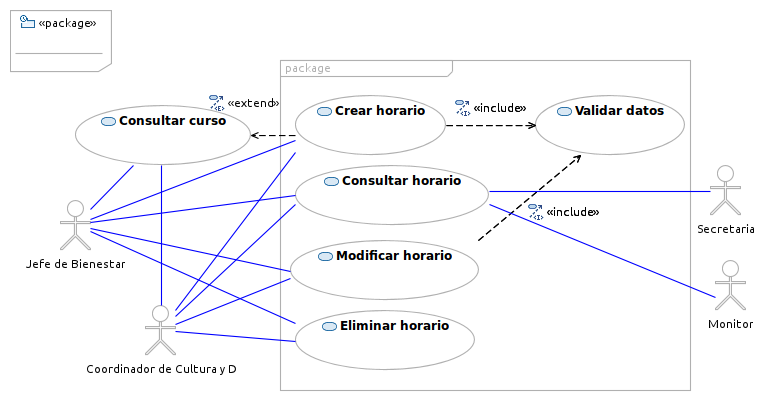 «package»
package
«extend»
Crear horario
«include»
Validar datos
Consultar curso
Consultar horario
«include»
Secretaria
Jefe de Bienestar
Modificar horario
Monitor
Eliminar horario
Coordinador de Cultura y D